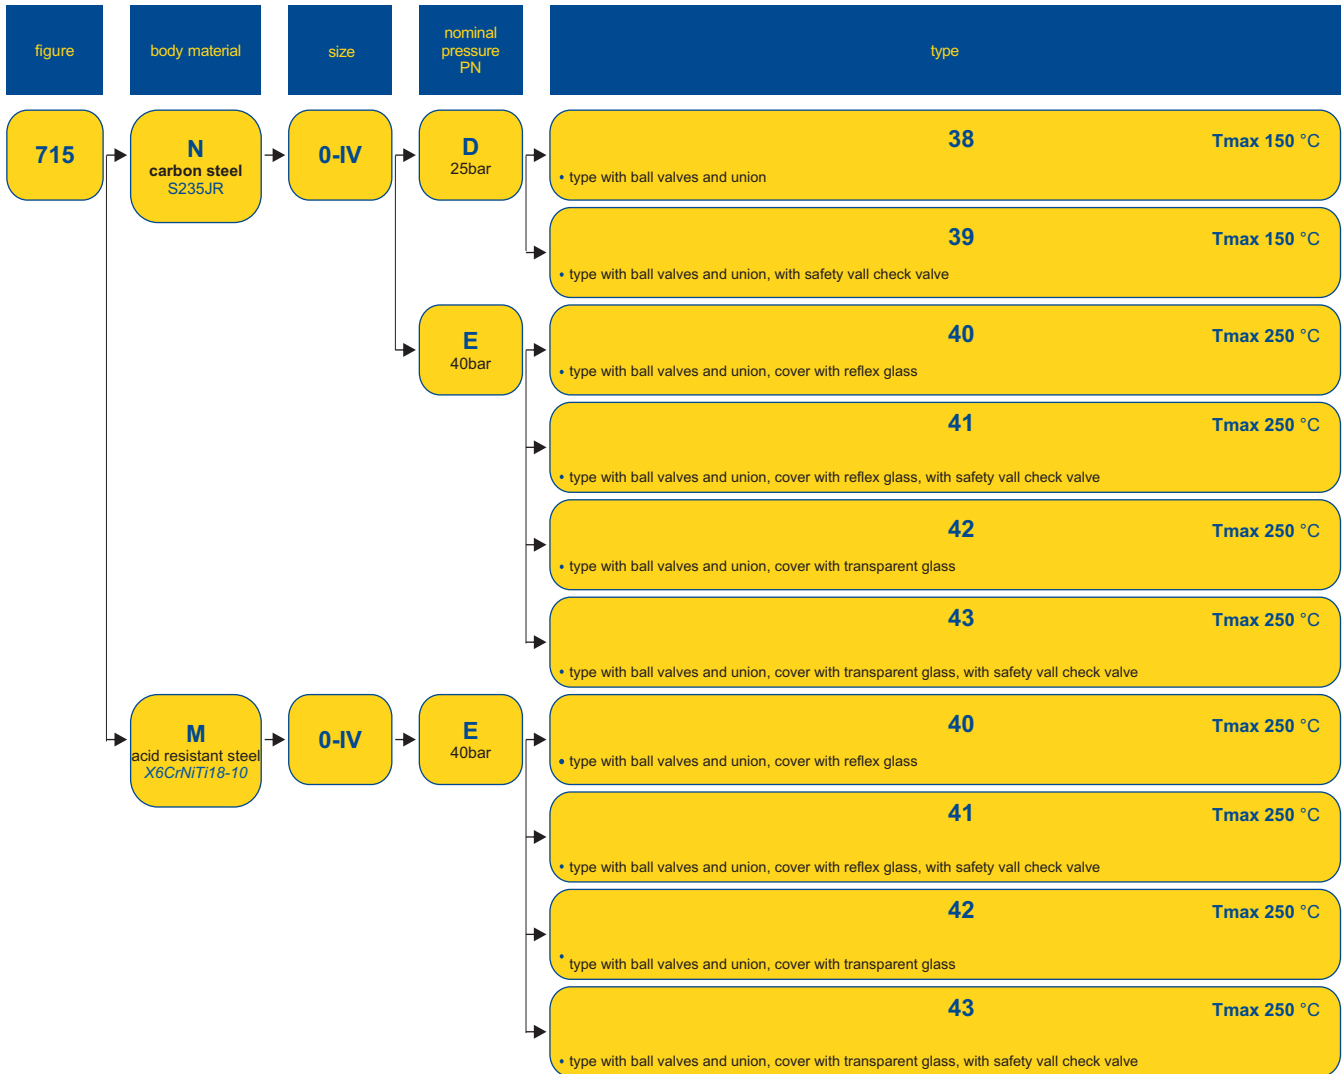 figure
body material
size
nominal
pressure
PN
type
715
N
carbon steel
S235JR
0-IV
D
25bar
38
Tmax 150 °C
• type with ball valves and union
39
Tmax 150 °C
• type with ball valves and union, with safety vall check valve
E
40bar
40
Tmax 250 °C
• type with ball valves and union, cover with reflex glass
41
Tmax 250 °C
• type with ball valves and union, cover with reflex glass, with safety vall check valve
42
Tmax 250 °C
• type with ball valves and union, cover with transparent glass
43
Tmax 250 °C
• type with ball valves and union, cover with transparent glass, with safety vall check valve
M
acid resistant steel
X6CrNiTi18-10
0-IV
E
40bar
40
Tmax 250 °C
• type with ball valves and union, cover with reflex glass
41
Tmax 250 °C
• type with ball valves and union, cover with reflex glass, with safety vall check valve
42
Tmax 250 °C
• type with ball valves and union, cover with transparent glass
43
Tmax 250 °C
• type with ball valves and union, cover with transparent glass, with safety vall check valve